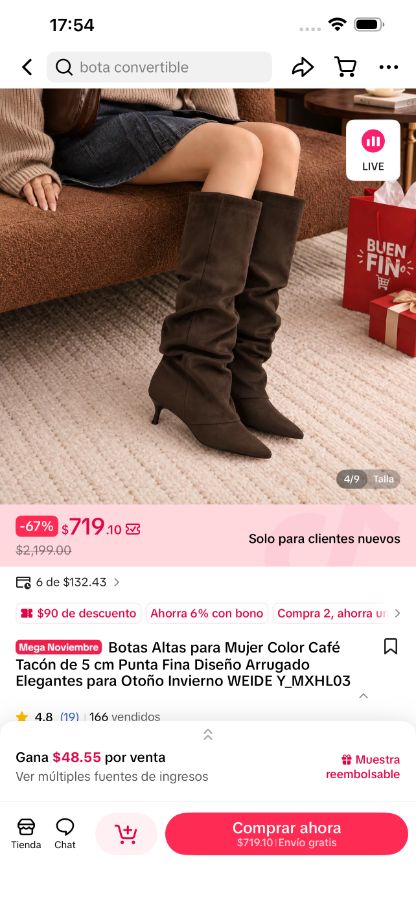 17:54
bota convertible
LIVE
BUEN
FIN
4/9 Talla
-67% $719.10
Solo para clientes nuevos
$2,199.00
6 de $132.43 >
$90 de descuento Ahorra 6% con bono Compra 2, ahorra un
Mega Noviembre Botas Altas para Mujer Color Café
Tacón de 5 cm Punta Fina Diseño Arrugado
Elegantes para Otoño Invierno WEIDE Y_MXHL03
4.8 (19) 166 vendidos
Gana $48.55 por venta
Ver múltiples fuentes de ingresos
Muestra
reembolsable
Tienda
Chat
Comprar ahora
$719.10 | Envío gratis